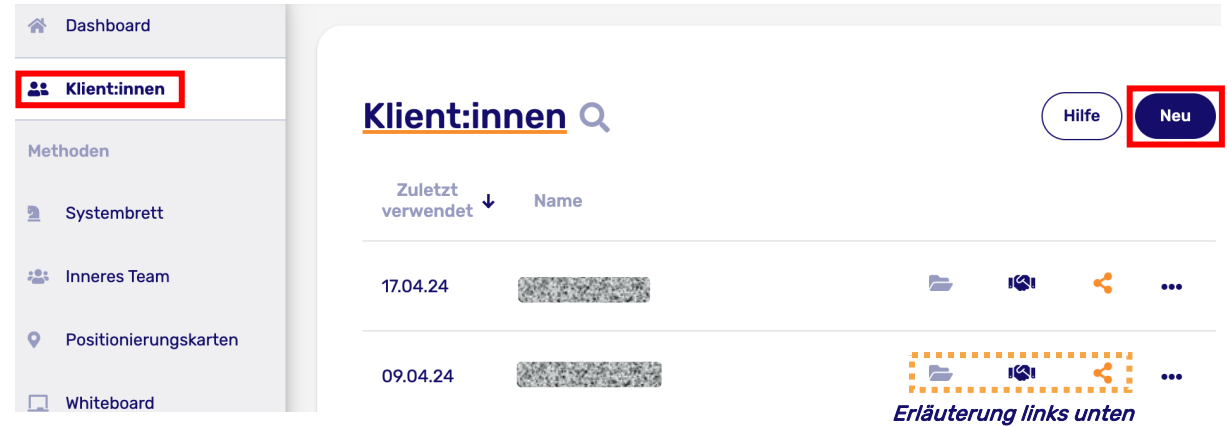 Dashboard
Klient:innen
Methoden
Systembrett
Inneres Team
Positionierungskarten
Whiteboard
Klient:innen
Hilfe
Neu
Zuletzt
verwendet
Name
17.04.24
09.04.24
Erläuterung links unten